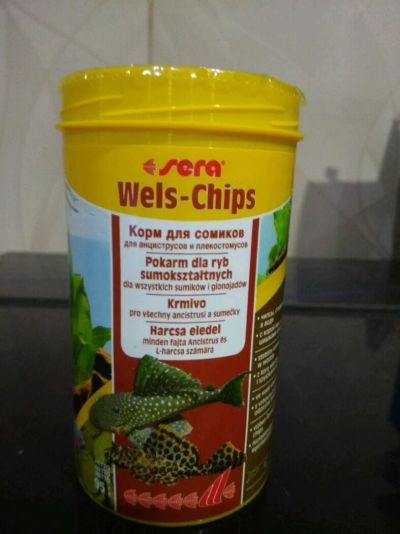 sera
Wels-Chips
Корм для сомиков
для анциструсов и плекостомусов
Pokarm dla ryb
sumokształtnych
dla wszystkich sumików i glonojadów
Krmivo
pro všechny ancistrusi a sumečky
Harcsa eledel
minden fajta Ancistrus és
L-harcsa számára